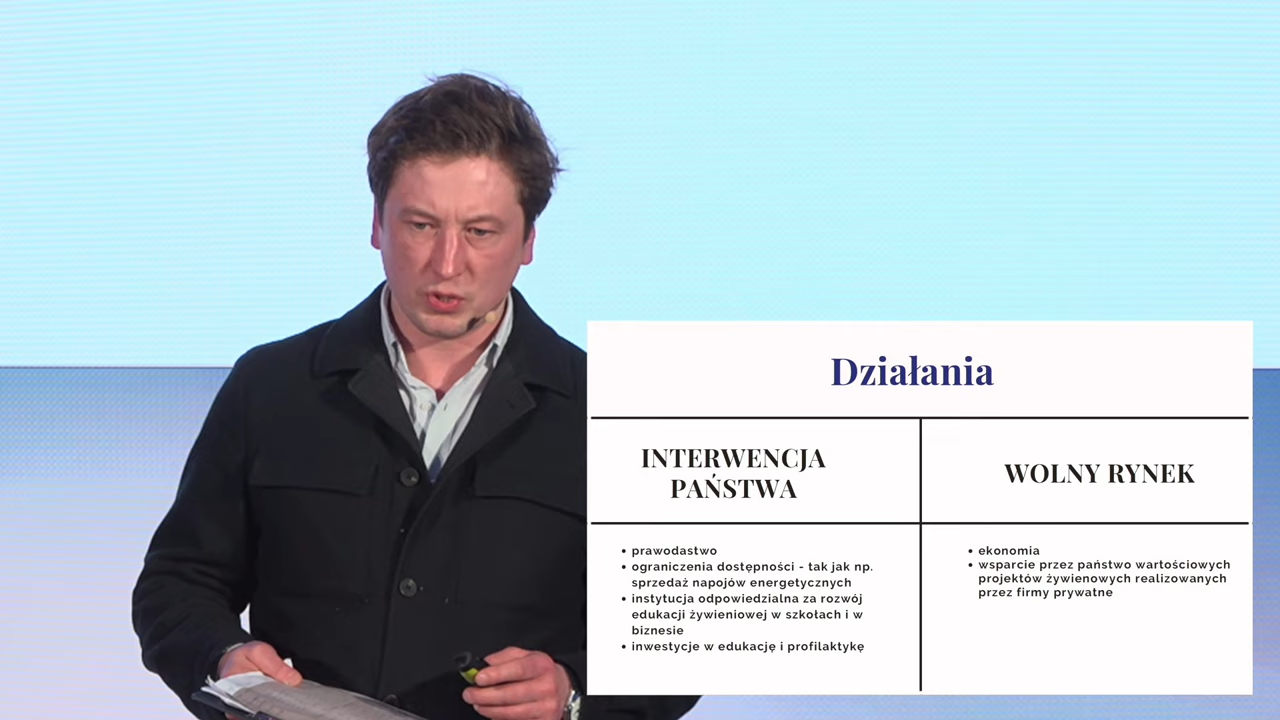 Działania
INTERWENCJA
PAŃSTWA
WOLNY RYNEK
• prawodastwo
• ograniczenia dostępności - tak jak np.
sprzedaż napojów energetycznych
• instytucja odpowiedzialna za rozwój
edukacji żywieniowej w szkołach i w
biznesie
• inwestycje w edukację i profilaktykę
• ekonomia
• wsparcie przez państwo wartościowych
projektów żywienowych realizowanych
przez firmy prywatne